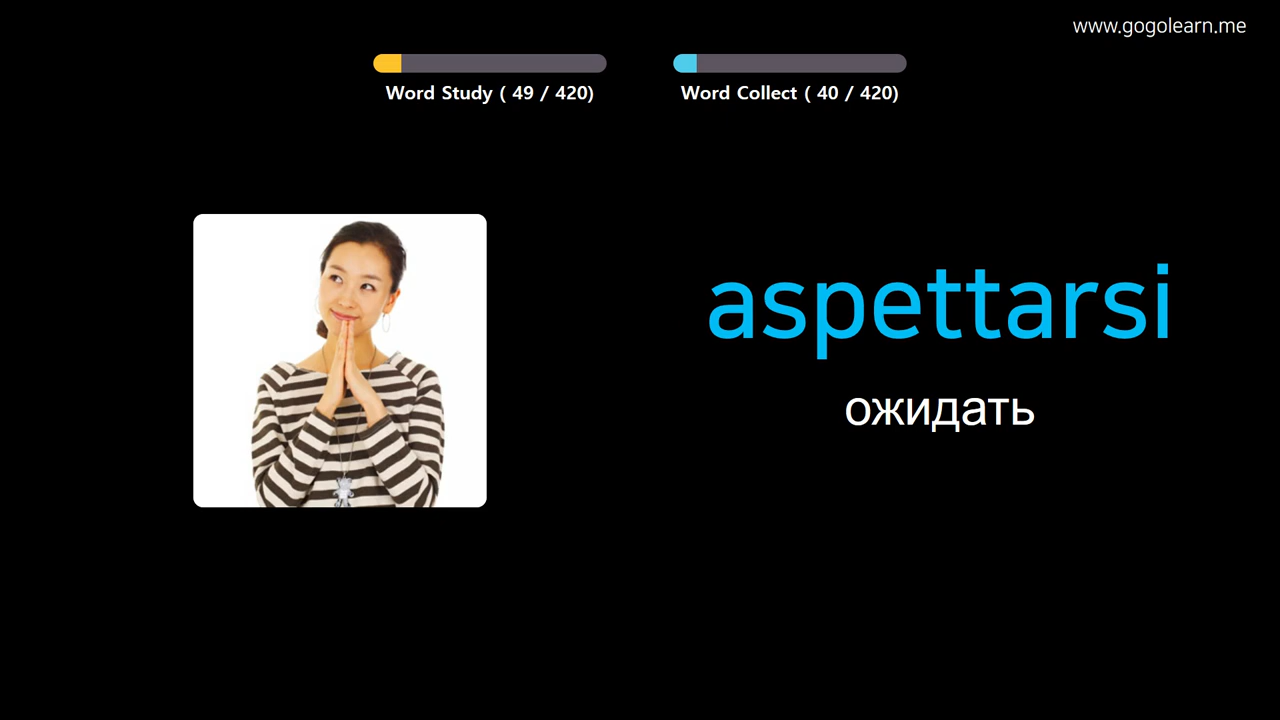 www.gogolearn.me
Word Study ( 49 / 420)
Word Collect ( 40 / 420)
aspettarsi
ожидать